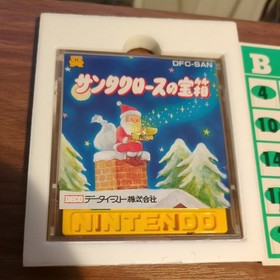 DFC-SAN
サンタクロースの宝箱
DECO データイースト株式会社
NINTENDO
B
4
10
14